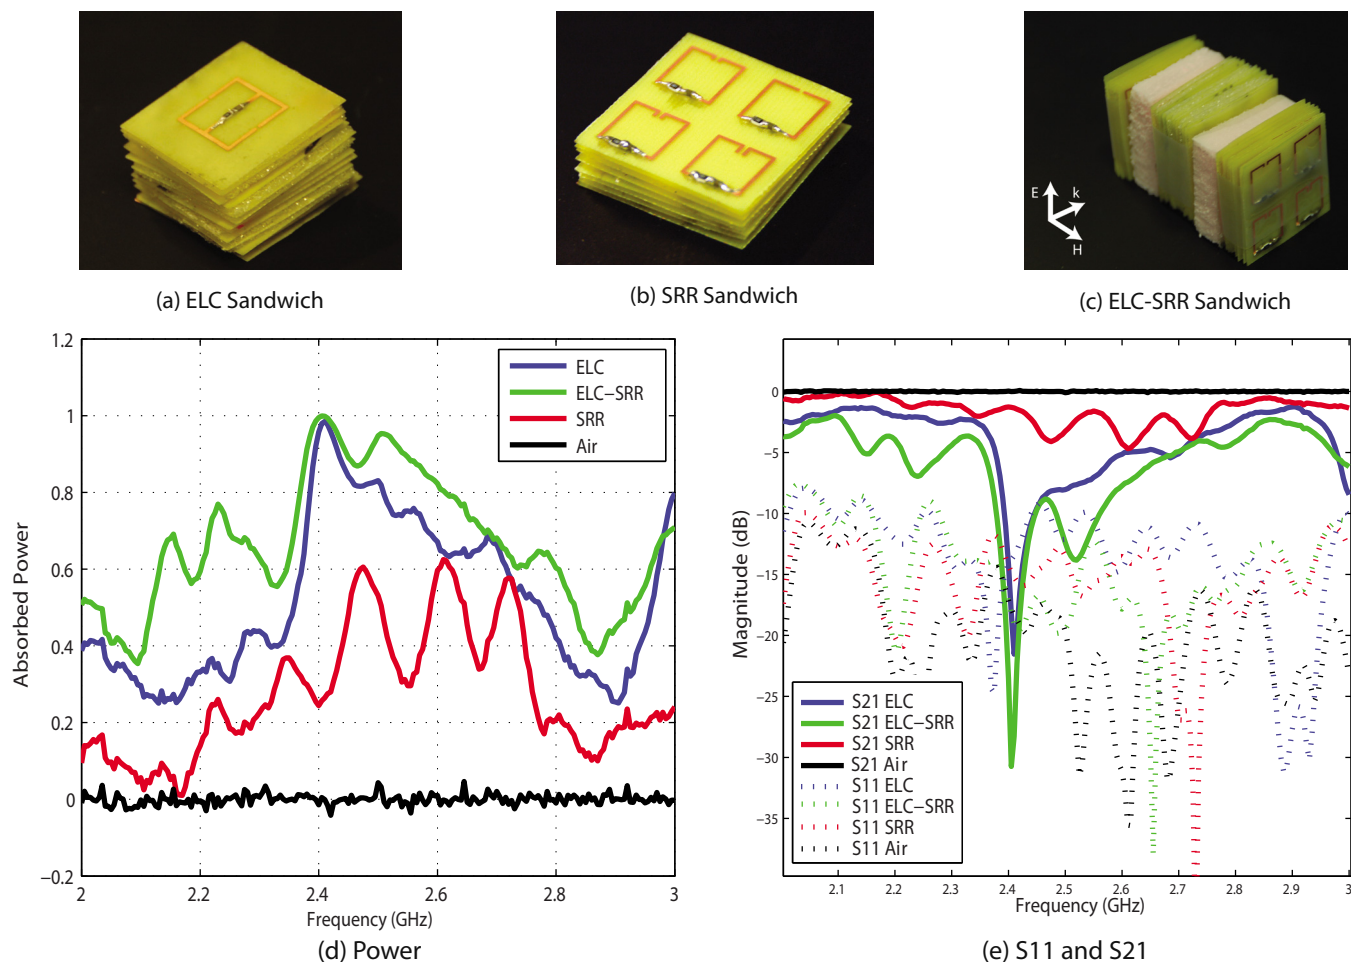 (a) ELC Sandwich
(b) SRR Sandwich
E
k
H
(c) ELC-SRR Sandwich
1.2
1
0.8
0.6
0.4
0.2
0
−0.2
2
2.2
2.4
2.6
2.8
3
Absorbed Power
Frequency (GHz)
ELC
ELC−SRR
SRR
Air
(d) Power
0
−5
−10
−15
−20
−25
−30
−35
2.1
2.2
2.3
2.4
2.5
2.6
2.7
2.8
2.9
3
Magnitude (dB)
Frequency (GHz)
S21 ELC
S21 ELC−SRR
S21 SRR
S21 Air
S11 ELC
S11 ELC−SRR
S11 SRR
S11 Air
(e) S11 and S21